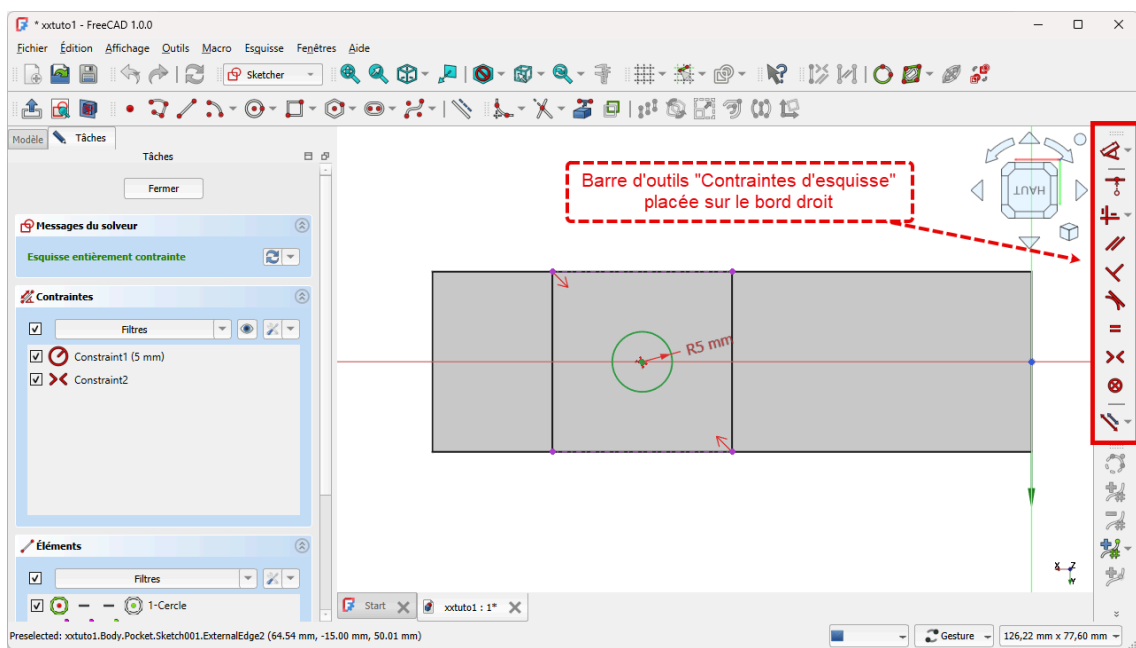 * xxtuto1 - FreeCAD 1.0.0
Fichier Édition Affichage Outils Macro Esquisse Fenêtres Aide
Sketcher
Modèle Tâches
Tâches
Fermer
Messages du solveur
Esquisse entièrement contrainte
Contraintes
Filtres
Constraint1 (5 mm)
Constraint2
Éléments
Filtres
1-Cercle
Barre d'outils "Contraintes d'esquisse"
placée sur le bord droit
HAUT
R5 mm
X Z
Y
Start xxtuto1 : 1*
Preselected: xxtuto1.Body.Pocket.Sketch001.ExternalEdge2 (64.54 mm, -15.00 mm, 50.01 mm)
Gesture 126,22 mm x 77,60 mm